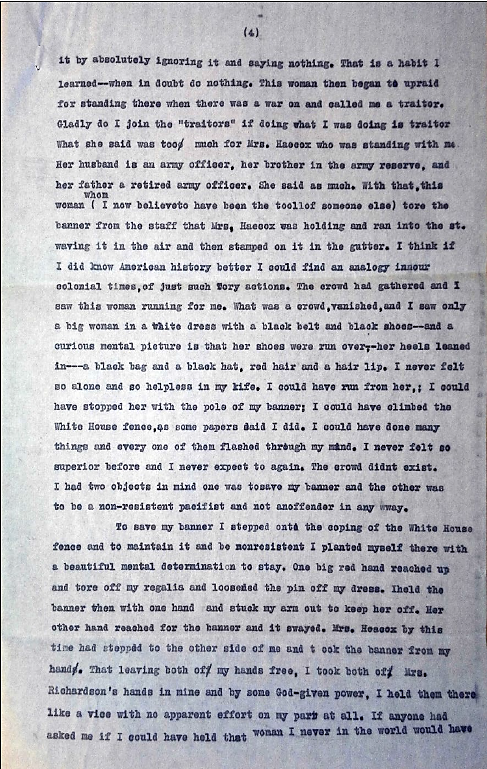 (4)
it by absolutely ignoring it and saying nothing. That is a habit I
learned--when in doubt do nothing. This woman then began to upraid
for standing there when there was a war on and called me a traitor.
Gladly do I join the "traitors" if doing what I was doing is traitor
What she said was too much for Mrs. Heacox who was standing with me.
Her husband is an army officer, her brother in the army reserve, and
her father a retired army officer. She said as much. With that,this
whom
woman ( I now believeto have been the toollof someone else) tore the
banner from the staff that Mrs, Haecox was holding and ran into the st.
waving it in the air and then stamped on it in the gutter. I think if
I did know American history better I could find an analogy innour
colonial times,of just such Tory actions. The crowd had gathered and I
saw this woman running for me. What was a crowd,vanished,and I saw only
a big woman in a white dress with a black belt and black shoes--and a
curious mental picture is that her shoes were run over,-her heels leaned
in---a black bag and a black hat, red hair and a hair lip. I never felt
so alone and so helpless in my kife. I could have run from her,; I could
have stopped her with the pole of my banner; I could have climbed the
White House fence,as some papers said I did. I could have done many
things and every one of them flashed through my mind. I never felt so
superior before and I never expect to again. The crowd didnt exist.
I had two objects in mind one was tosave my banner and the other was
to be a non-resistent pacifist and not anoffender in any wway.
To save my banner I stepped onto the coping of the White House
fence and to maintain it and be nonresistent I planted myself there with
a beautiful mental determination to stay. One big red hand reached up
and tore off my regalia and loosened the pin off my dress. Iheld the
banner then with one hand and stuck my arm out to keep her off. Her
other hand reached for the banner and it swayed. Mrs. Heacox by this
time had steppdd to the other side of me and t ook the banner from my
hand. That leaving both of my hands free, I took both of Mrs.
Richardson's hands in mine and by some God-given power, I held them there
like a vice with no apparent effort on my part at all. If anyone had
asked me if I could have held that woman I never in the world would have